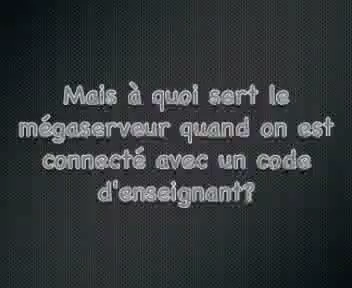 Mais à quoi sert le
mégaserveur quand on est
connecté avec un code
d'enseignant?